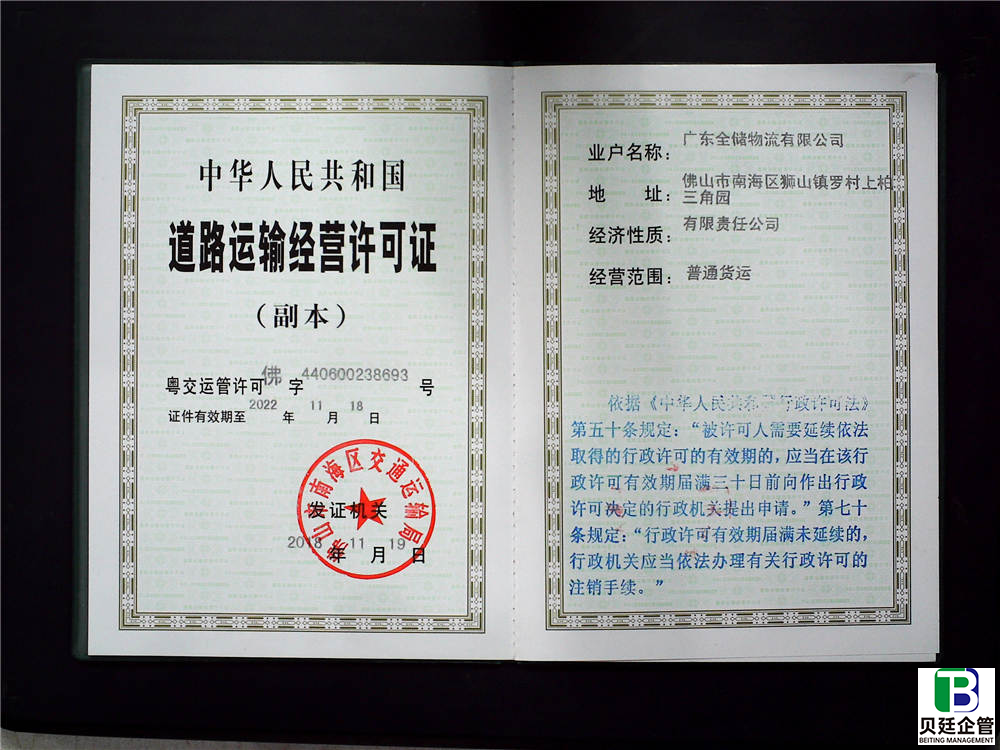 中华人民共和国
道路运输经营许可证
（副本）
粤交运管许可 佛 字 440600238693 号
证件有效期至 2022 年 11 月 18 日
佛山市南海区交通运输局
发证机关
2018 年 11 月 19 日
业户名称：广东全储物流有限公司
地 址：佛山市南海区狮山镇罗村上柏
三角园
经济性质：有限责任公司
经营范围：普通货运
依据《中华人民共和国行政许可法》
第五十条规定：“被许可人需要延续依法
取得的行政许可的有效期的，应当在该行
政许可有效期届满三十日前向作出行政
许可决定的行政机关提出申请。”第七十
条规定：“行政许可有效期届满未延续的，
行政机关应当依法办理有关行政许可的
注销手续。”
贝廷企管
BEITING MANAGEMENT